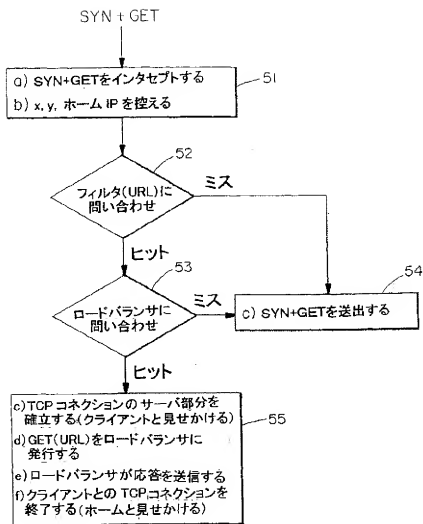 SYN+GET
a) SYN+GETをインタセプトする
b) x, y, ホームIPを控える
51
52
フィルタ(URL)に
問い合わせ
ミス
ヒット
53
ロードバランサに
問い合わせ
ミス
54
c) SYN+GETを送出する
ヒット
c)TCPコネクションのサーバ部分を
確立する(クライアントと見せかける)
d)GET(URL)をロードバランサに
発行する
e)ロードバランサが応答を送信する
f)クライアントとのTCPコネクションを
終了する(ホームと見せかける)
55